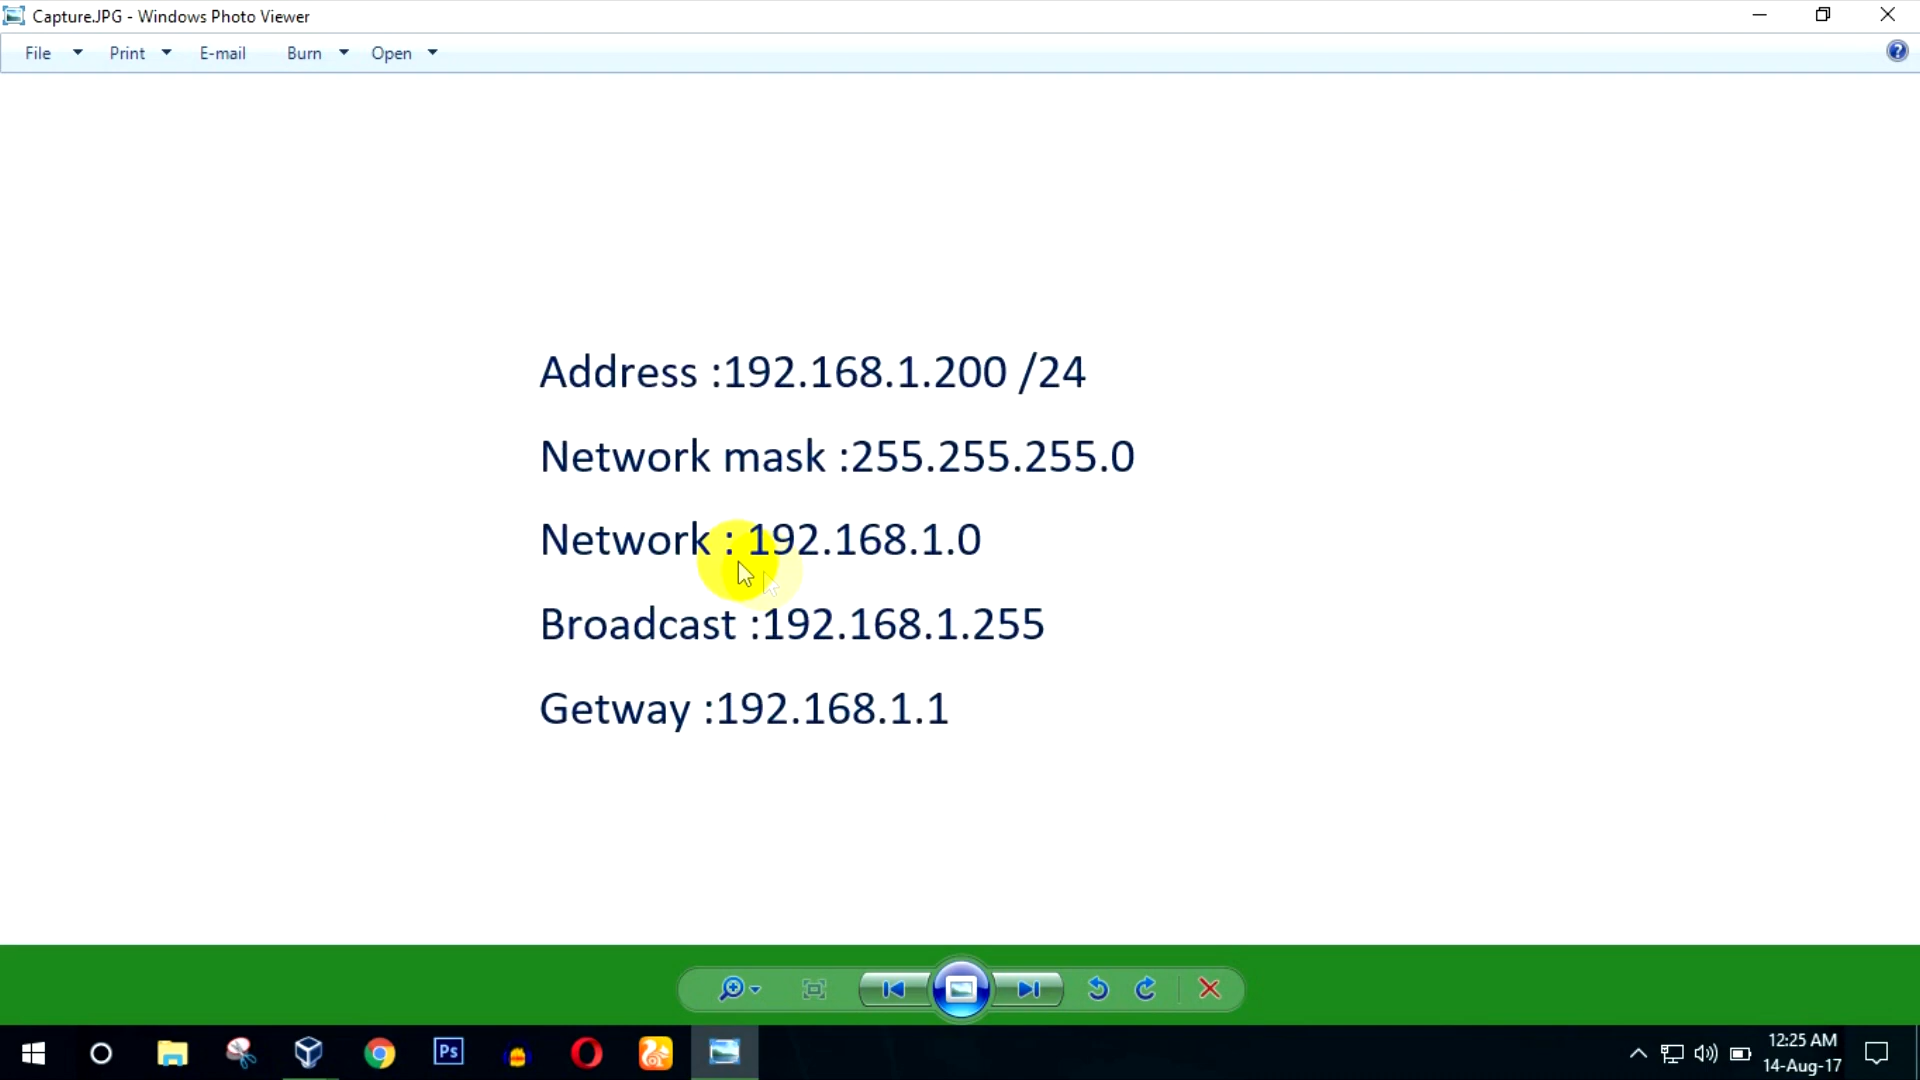 Capture.JPG - Windows Photo Viewer
File Print E-mail Burn Open
Address :192.168.1.200 /24
Network mask :255.255.255.0
Network : 192.168.1.0
Broadcast :192.168.1.255
Getway :192.168.1.1
Ps
12:25 AM
14-Aug-17